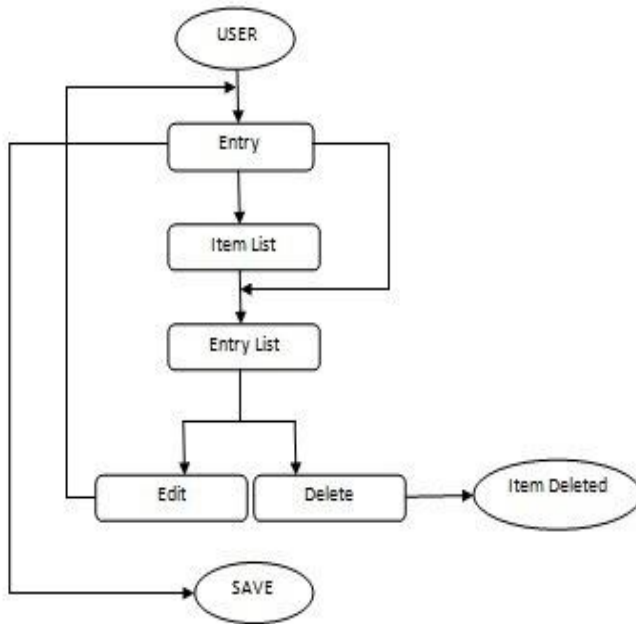 USER
Entry
Item List
Entry List
Edit
Delete
Item Deleted
SAVE